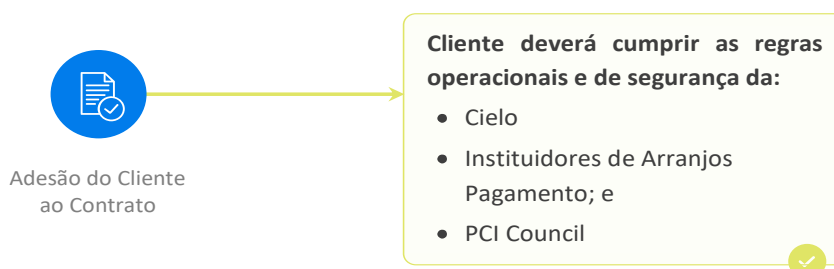 Adesão do Cliente
ao Contrato
Cliente deverá cumprir as regras
operacionais e de segurança da:
• Cielo
• Instituidores de Arranjos
Pagamento; e
• PCI Council